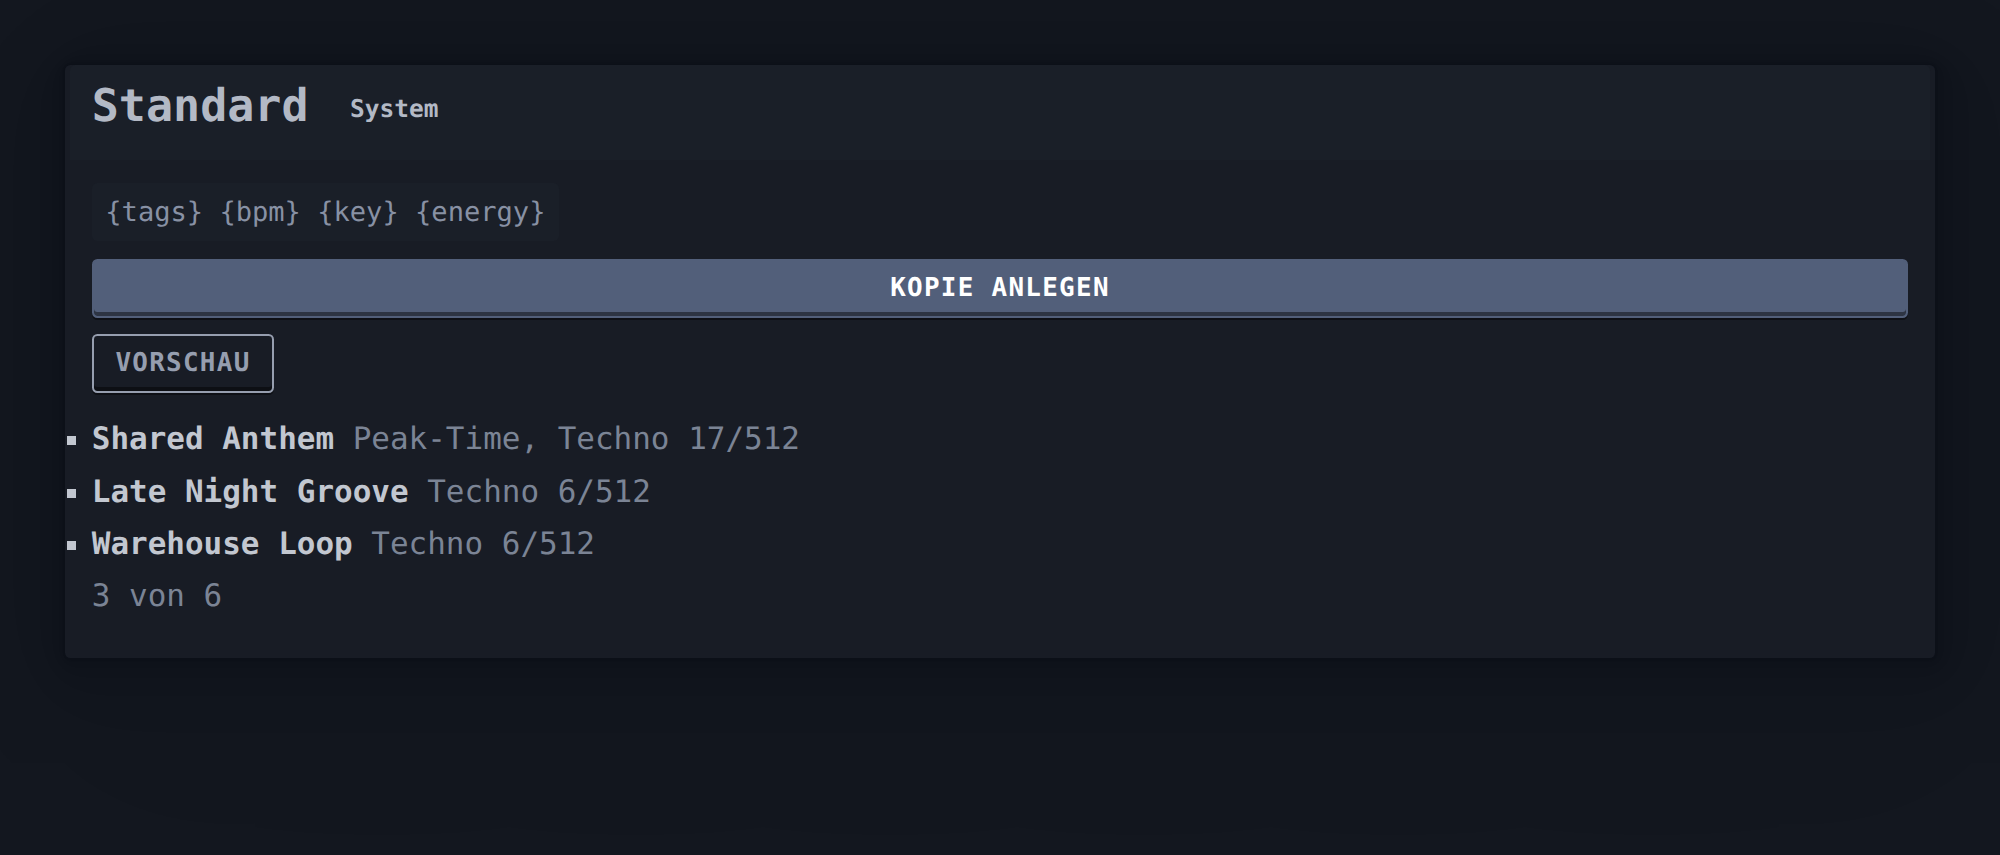 Standard System
{tags} {bpm} {key} {energy}
KOPIE ANLEGEN
VORSCHAU
Shared Anthem Peak-Time, Techno 17/512
Late Night Groove Techno 6/512
Warehouse Loop Techno 6/512
3 von 6